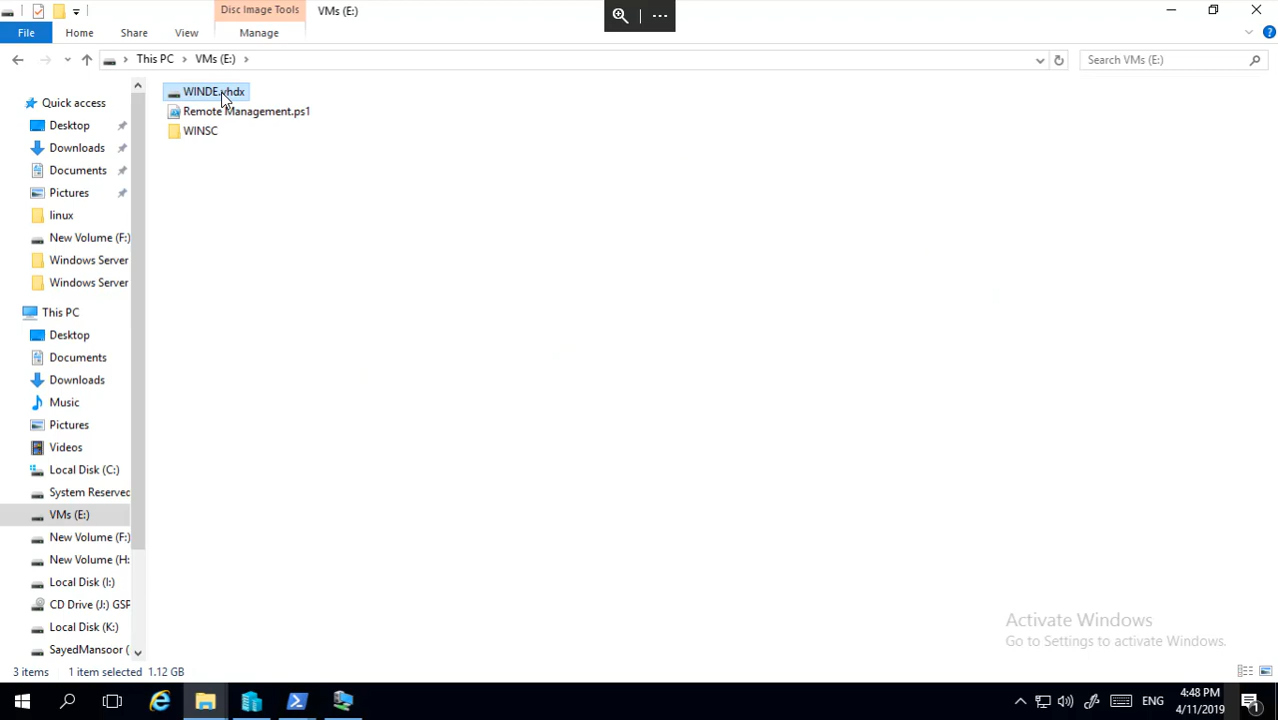 Disc Image Tools
VMs (E:)
File
Home
Share
View
Manage
This PC
VMs (E:)
Search VMs (E:)
Quick access
Desktop
Downloads
Documents
Pictures
linux
New Volume (F:)
Windows Server
Windows Server
This PC
Desktop
Documents
Downloads
Music
Pictures
Videos
Local Disk (C:)
System Reserved
VMs (E:)
New Volume (F:)
New Volume (H:
Local Disk (I:)
CD Drive (J:) GSP
Local Disk (K:)
SayedMansoor (
WINDE.vhdx
Remote Management.ps1
WINSC
Activate Windows
Go to Settings to activate Windows.
3 items
1 item selected 1.12 GB
ENG
4:48 PM
4/11/2019
1